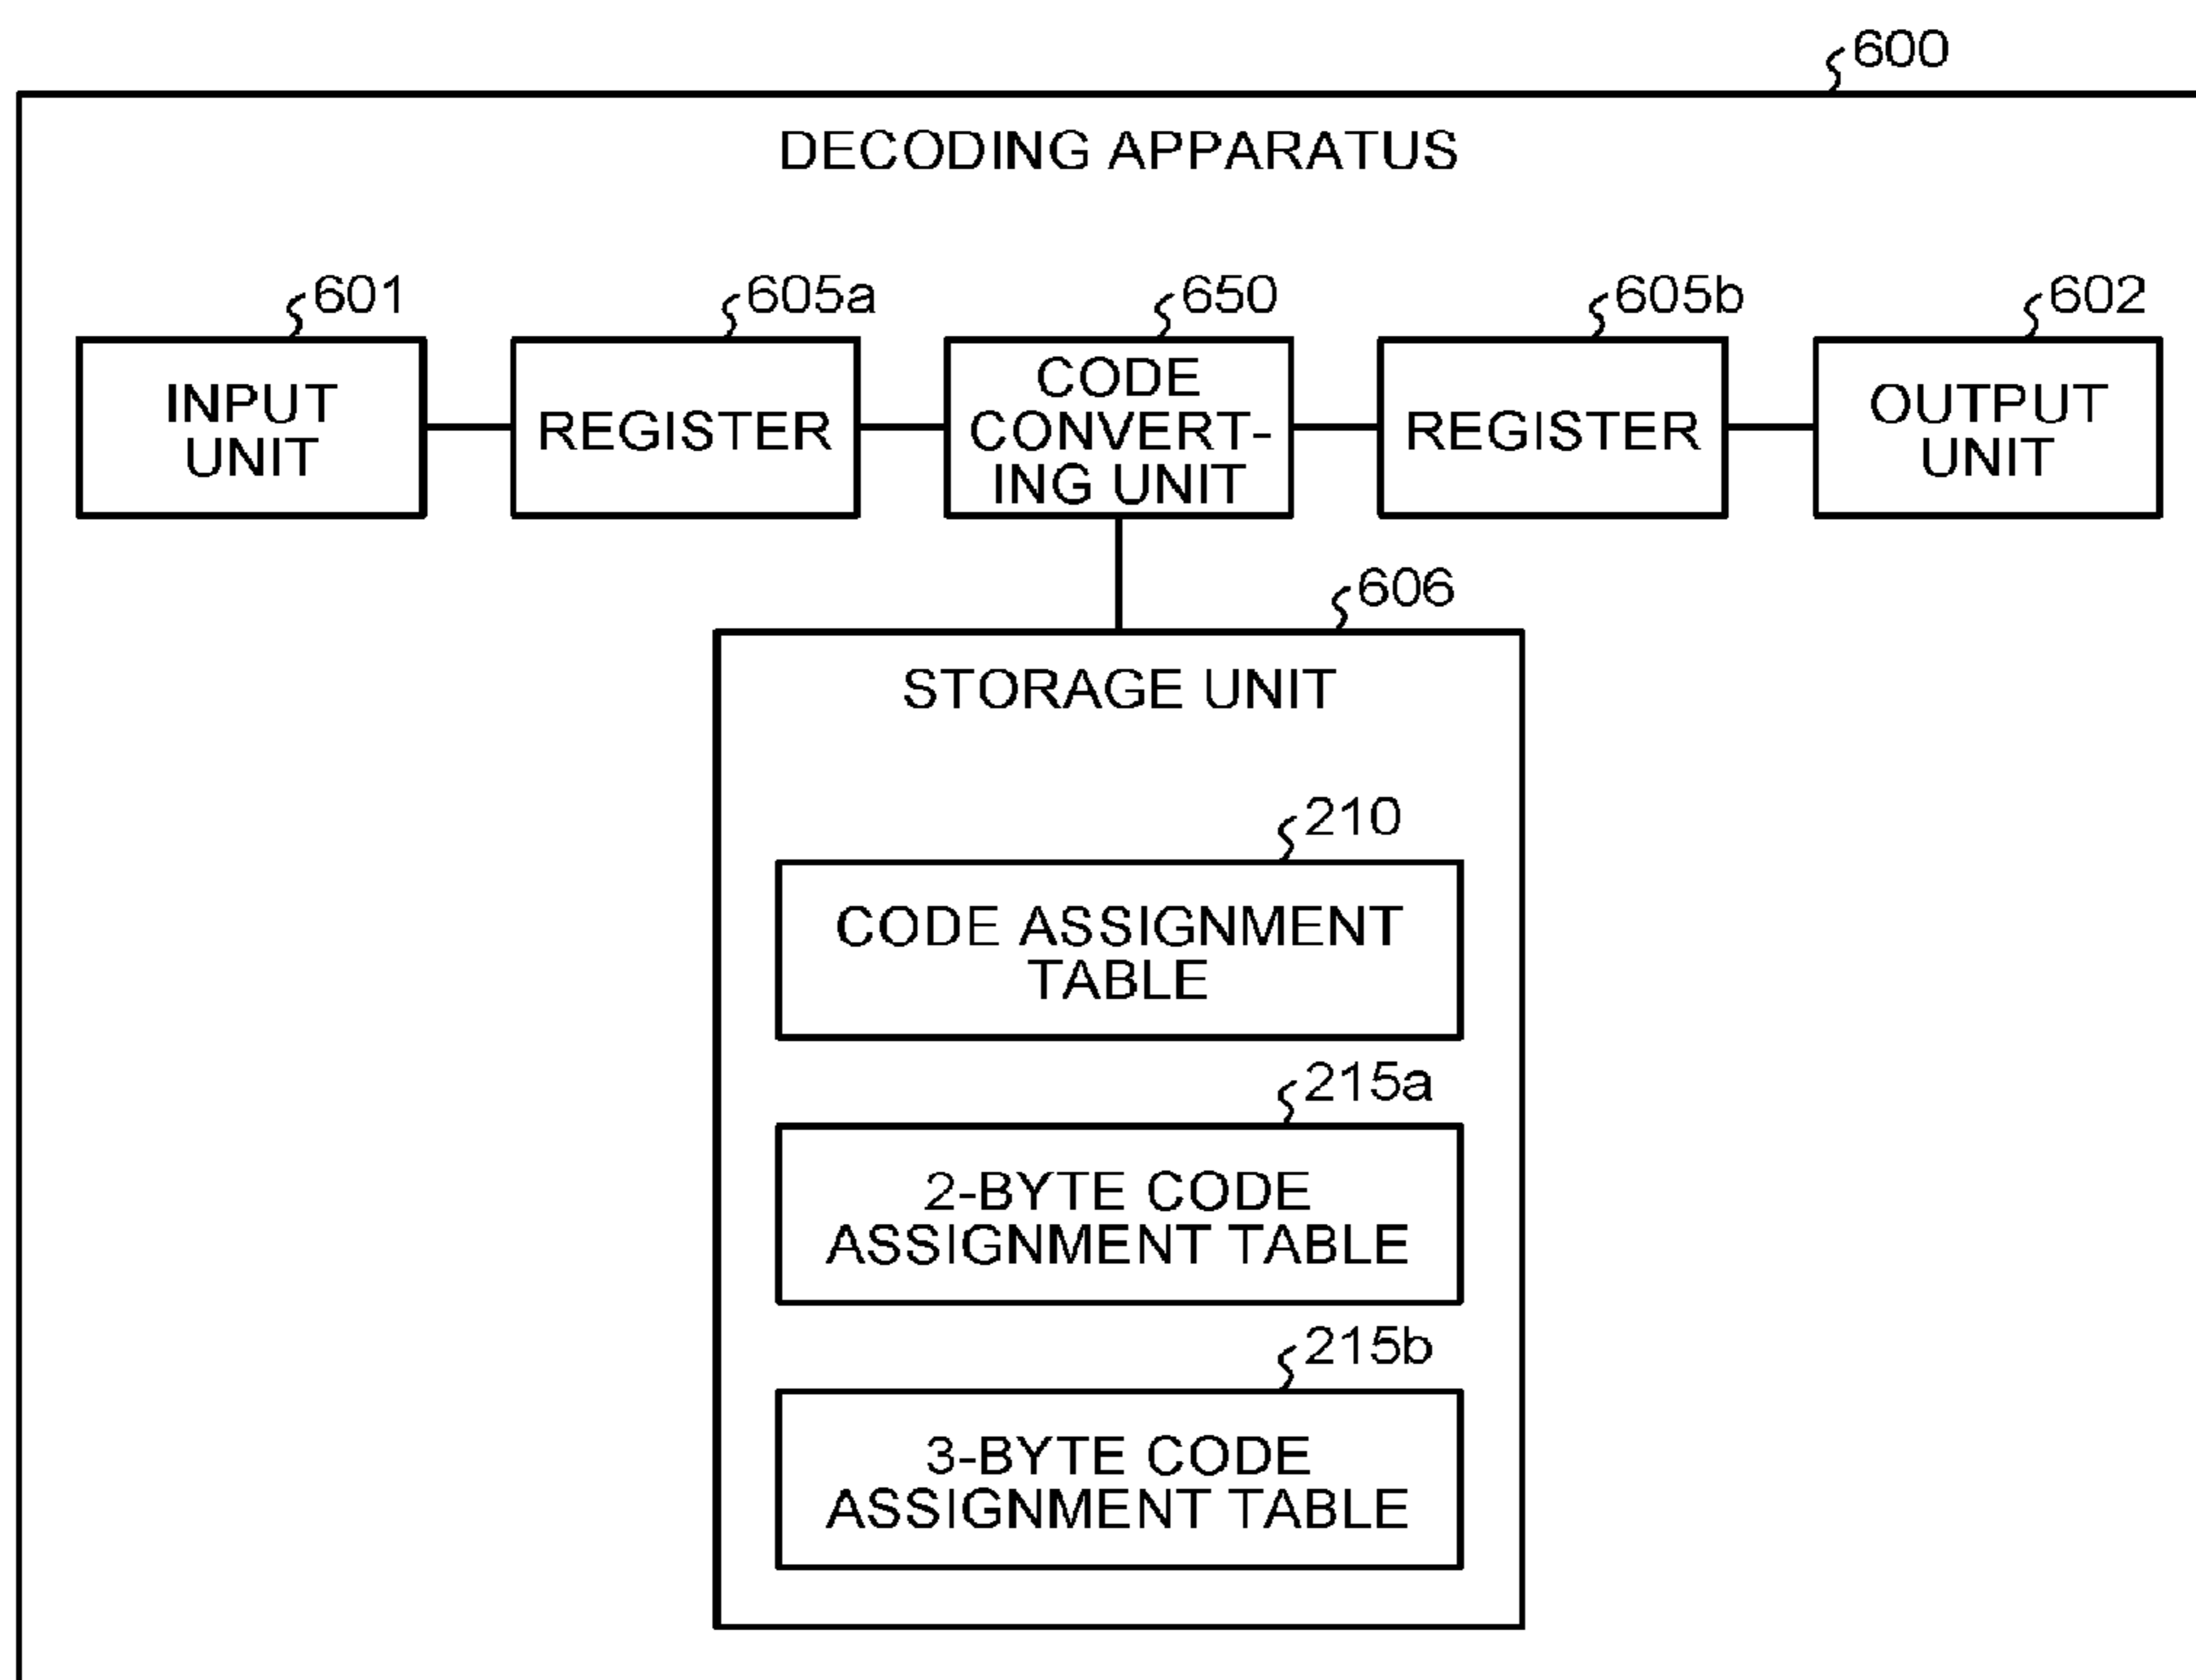 600
DECODING APPARATUS
601
605a
650
605b
602
INPUT
UNIT
REGISTER
CODE
CONVERT-
ING UNIT
REGISTER
OUTPUT
UNIT
606
STORAGE UNIT
210
CODE ASSIGNMENT
TABLE
215a
2-BYTE CODE
ASSIGNMENT TABLE
215b
3-BYTE CODE
ASSIGNMENT TABLE